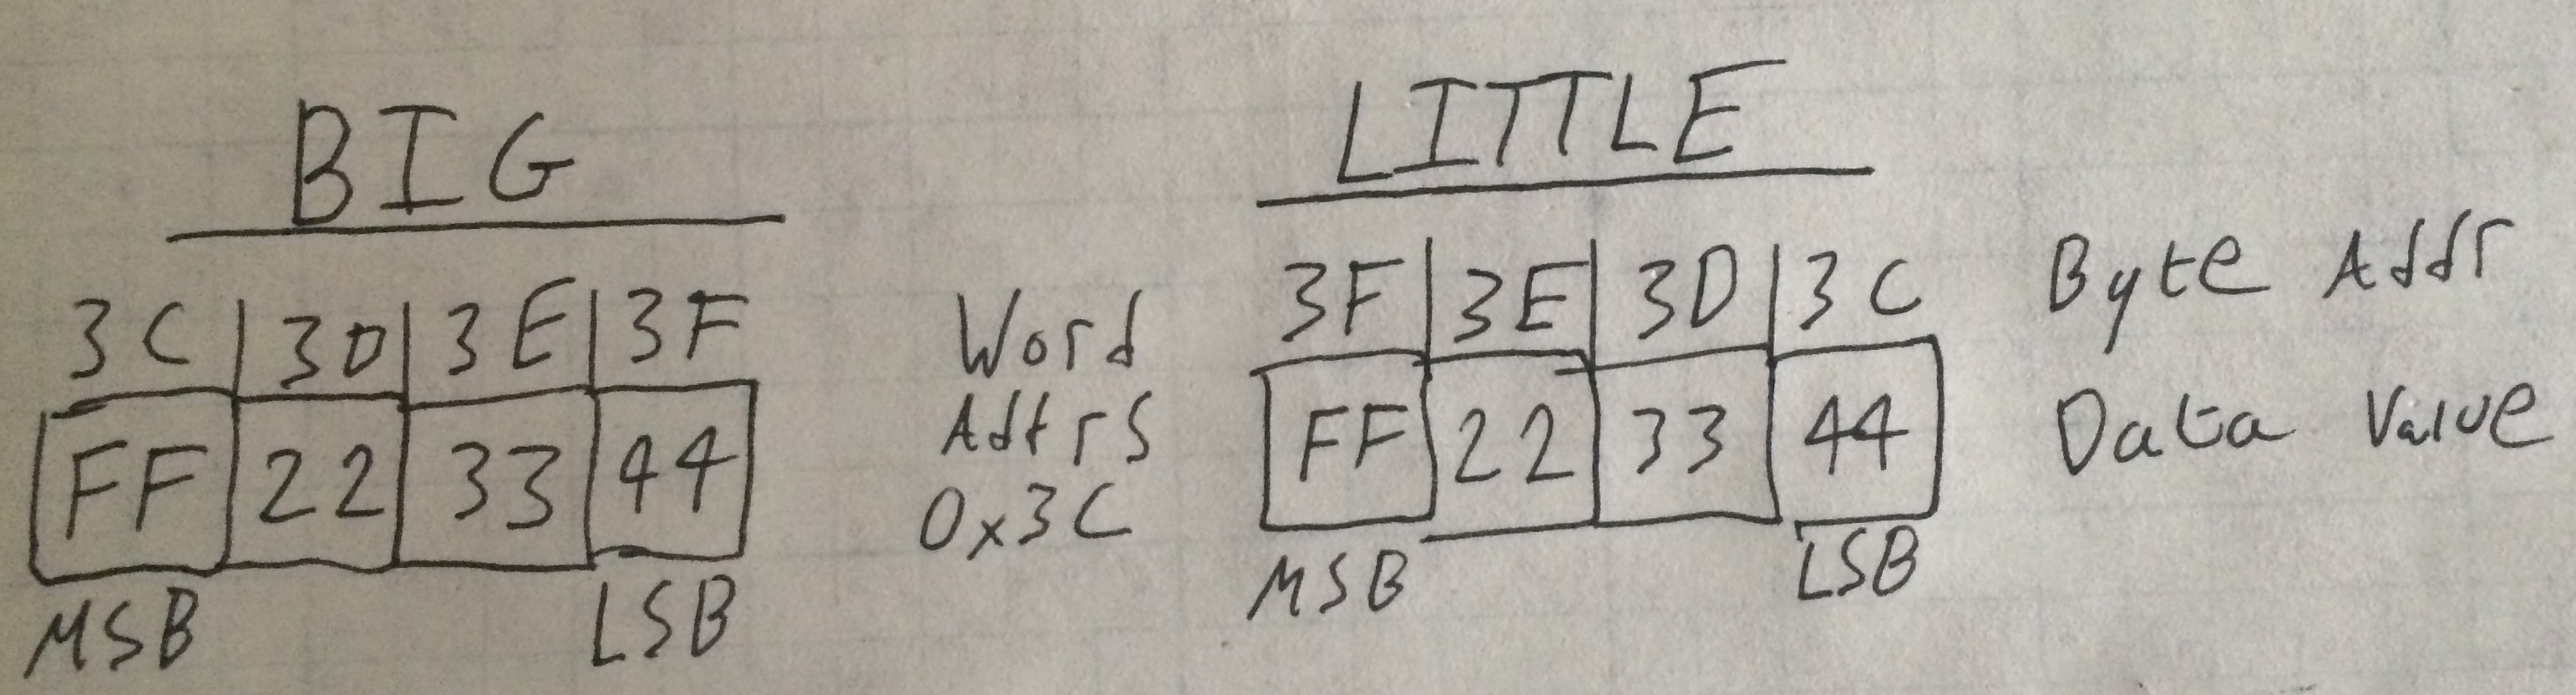 BIG
3C 3D 3E 3F
FF 22 33 44
MSB LSB
Word
Addrs
0x3C
LITTLE
3F 3E 3D 3C Byte Addr
FF 22 33 44 Data Value
MSB LSB